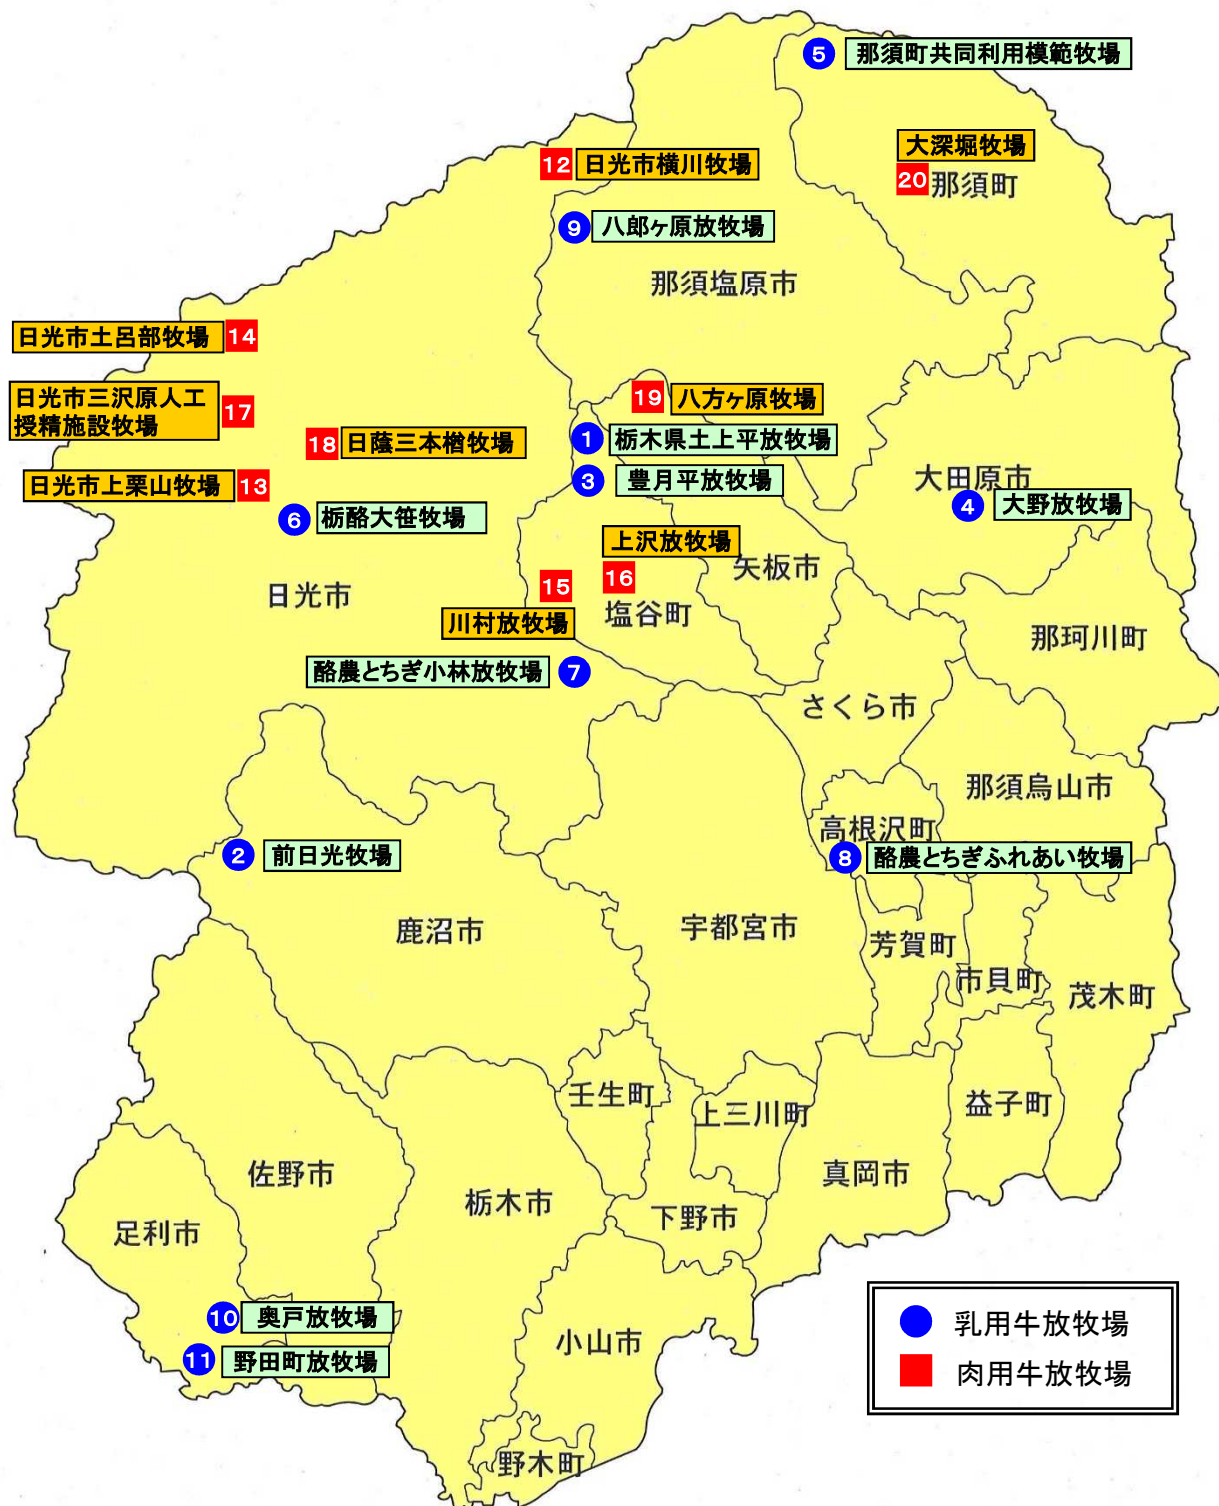 5 那須町共同利用模範牧場
大深堀牧場
20 那須町
12 日光市横川牧場
9 八郎ヶ原放牧場
那須塩原市
日光市土呂部牧場 14
日光市三沢原人工
授精施設牧場 17
19 八方ヶ原牧場
18 日蔭三本楢牧場
1 栃木県土上平放牧場
日光市上栗山牧場 13
3 豊月平放牧場
大田原市
4 大野放牧場
6 栃酪大笹牧場
上沢放牧場
矢板市
15
16
日光市
塩谷町
川村放牧場
那珂川町
酪農とちぎ小林放牧場 7
さくら市
那須烏山市
高根沢町
2 前日光牧場
8 酪農とちぎふれあい牧場
鹿沼市
宇都宮市
芳賀町
市貝町
茂木町
壬生町
上三川町
益子町
佐野市
真岡市
栃木市
下野市
足利市
10 奥戸放牧場
11 野田町放牧場
小山市
野木町
乳用牛放牧場
肉用牛放牧場